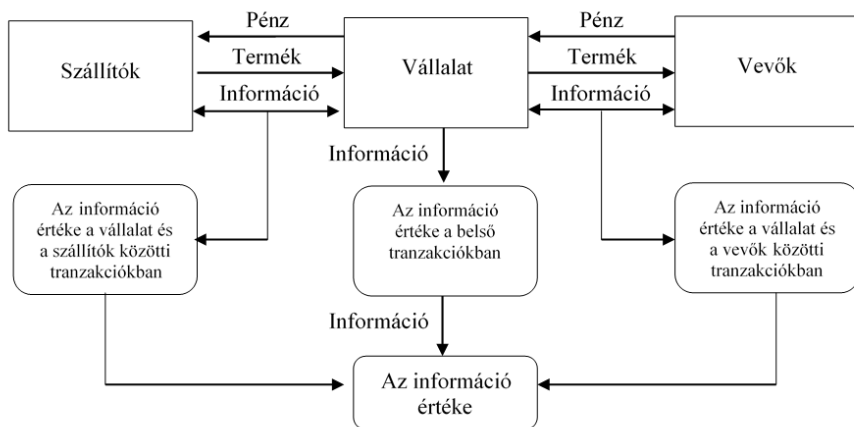 Pénz
Pénz
Szállítók
Termék
Vállalat
Termék
Vevők
Információ
Információ
Információ
Az információ
értéke a vállalat és
a szállítók közötti
tranzakciókban
Az információ
értéke a belső
tranzakciókban
Az információ
értéke a vállalat és
a vevők közötti
tranzakciókban
Információ
Az információ
értéke